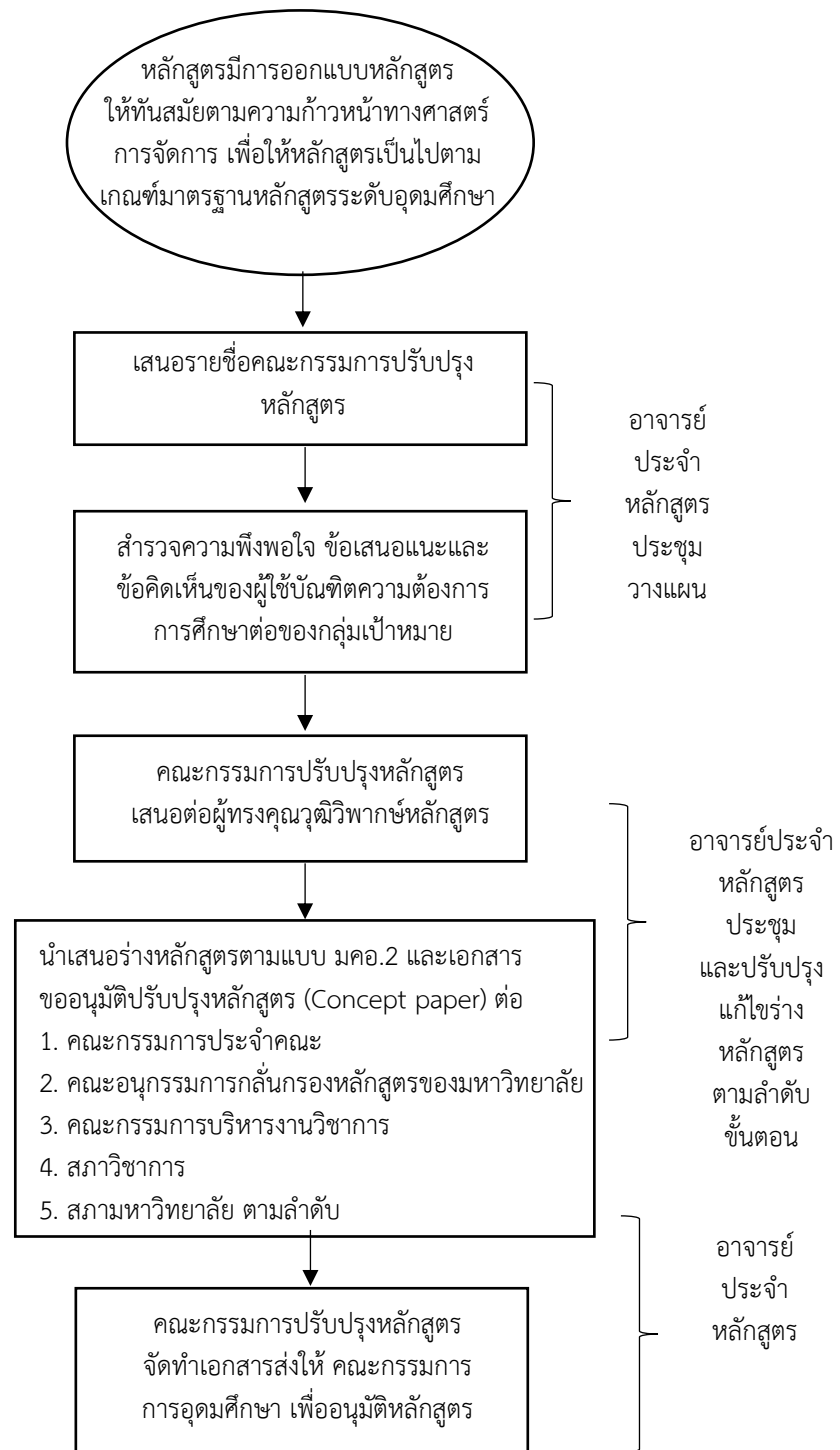 หลักสูตรมีการออกแบบหลักสูตร
ให้ทันสมัยตามความก้าวหน้าทางศาสตร์
การจัดการ เพื่อให้หลักสูตรเป็นไปตาม
เกณฑ์มาตรฐานหลักสูตรระดับอุดมศึกษา
เสนอรายชื่อคณะกรรมการปรับปรุง
หลักสูตร
สำรวจความพึงพอใจ ข้อเสนอแนะและ
ข้อคิดเห็นของผู้ใช้บัณฑิตความต้องการ
การศึกษาต่อของกลุ่มเป้าหมาย
อาจารย์
ประจำ
หลักสูตร
ประชุม
วางแผน
คณะกรรมการปรับปรุงหลักสูตร
เสนอต่อผู้ทรงคุณวุฒิวิพากษ์หลักสูตร
นำเสนอร่างหลักสูตรตามแบบ มคอ.2 และเอกสาร
ขออนุมัติปรับปรุงหลักสูตร (Concept paper) ต่อ
1. คณะกรรมการประจำคณะ
2. คณะอนุกรรมการกลั่นกรองหลักสูตรของมหาวิทยาลัย
3. คณะกรรมการบริหารงานวิชาการ
4. สภาวิชาการ
5. สภามหาวิทยาลัย ตามลำดับ
อาจารย์ประจำ
หลักสูตร
ประชุม
และปรับปรุง
แก้ไขร่าง
หลักสูตร
ตามลำดับ
ขั้นตอน
คณะกรรมการปรับปรุงหลักสูตร
จัดทำเอกสารส่งให้ คณะกรรมการ
การอุดมศึกษา เพื่ออนุมัติหลักสูตร
อาจารย์
ประจำ
หลักสูตร